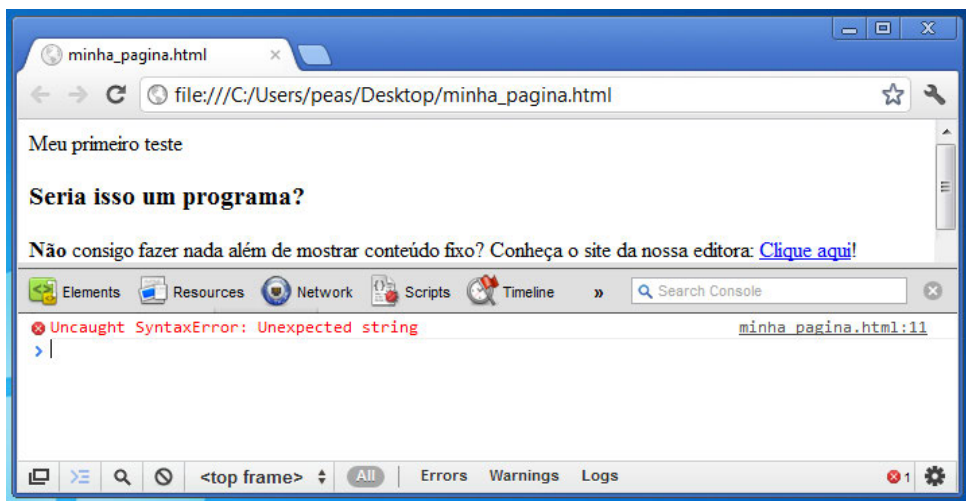 minha_pagina.html
file:///C:/Users/peas/Desktop/minha_pagina.html
Meu primeiro teste
Seria isso um programa?
Não consigo fazer nada além de mostrar conteúdo fixo? Conheça o site da nossa editora: Clique aqui!
Elements Resources Network Scripts Timeline » Search Console
Uncaught SyntaxError: Unexpected string minha_pagina.html:11
<top frame> All Errors Warnings Logs 1